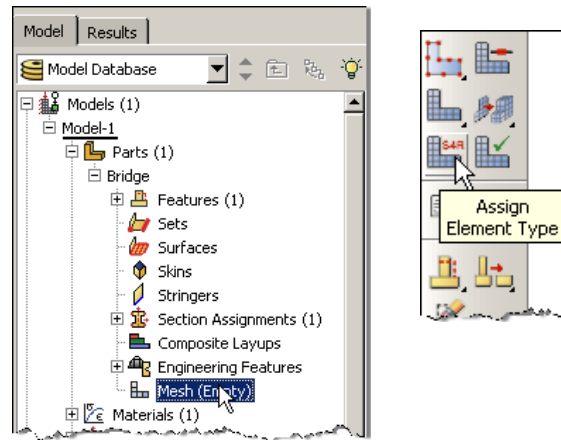 Model Results
Model Database
Models (1)
Model-1
Parts (1)
Bridge
Features (1)
Sets
Surfaces
Skins
Stringers
Section Assignments (1)
Composite Layups
Engineering Features
Mesh (Empty)
Materials (1)
S4R
Assign
Element Type